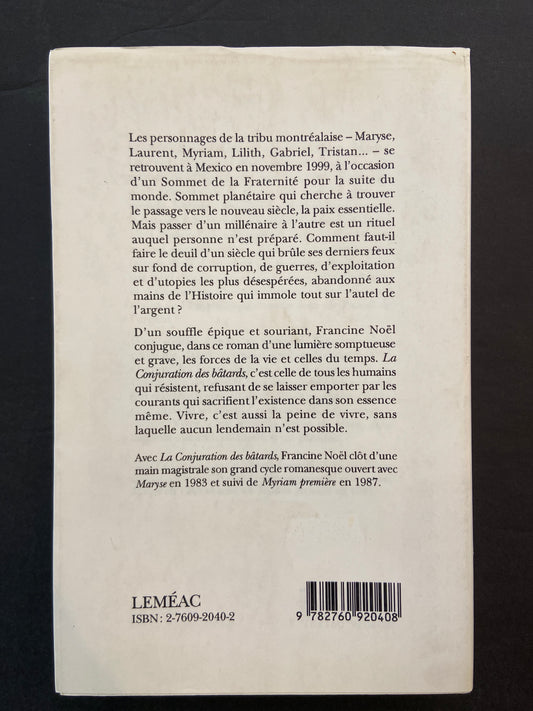 Les personnages de la tribu montréalaise – Maryse,
Laurent, Myriam, Lilith, Gabriel, Tristan... – se
retrouvent à Mexico en novembre 1999, à l'occasion
d'un Sommet de la Fraternité pour la suite du
monde. Sommet planétaire qui cherche à trouver
le passage vers le nouveau siècle, la paix essentielle.
Mais passer d'un millénaire à l'autre est un rituel
auquel personne n'est préparé. Comment faut-il
faire le deuil d'un siècle qui brûle ses derniers feux
sur fond de corruption, de guerres, d'exploitation
et d'utopies les plus désespérées, abandonné aux
mains de l'Histoire qui immole tout sur l'autel de
l'argent ?
D'un souffle épique et souriant, Francine Noël
conjugue, dans ce roman d'une lumière somptueuse
et grave, les forces de la vie et celles du temps. La
Conjuration des bâtards, c'est celle de tous les humains
qui résistent, refusant de se laisser emporter par les
courants qui sacrifient l'existence dans son essence
même. Vivre, c'est aussi la peine de vivre, sans
laquelle aucun lendemain n'est possible.
Avec La Conjuration des bâtards, Francine Noël clôt d'une
main magistrale son grand cycle romanesque ouvert avec
Maryse en 1983 et suivi de Myriam première en 1987.
LEMÉAC
ISBN : 2-7609-2040-2
9 782760 920408